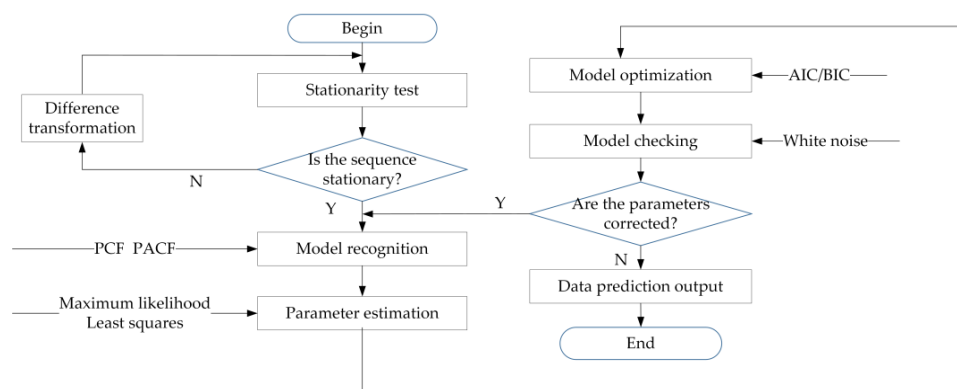 Begin
Stationarity test
Difference
transformation
Is the sequence
stationary?
N
Y
PCF PACF
Model recognition
Maximum likelihood
Least squares
Parameter estimation
Model optimization
AIC/BIC
Model checking
White noise
Are the parameters
corrected?
Y
N
Data prediction output
End